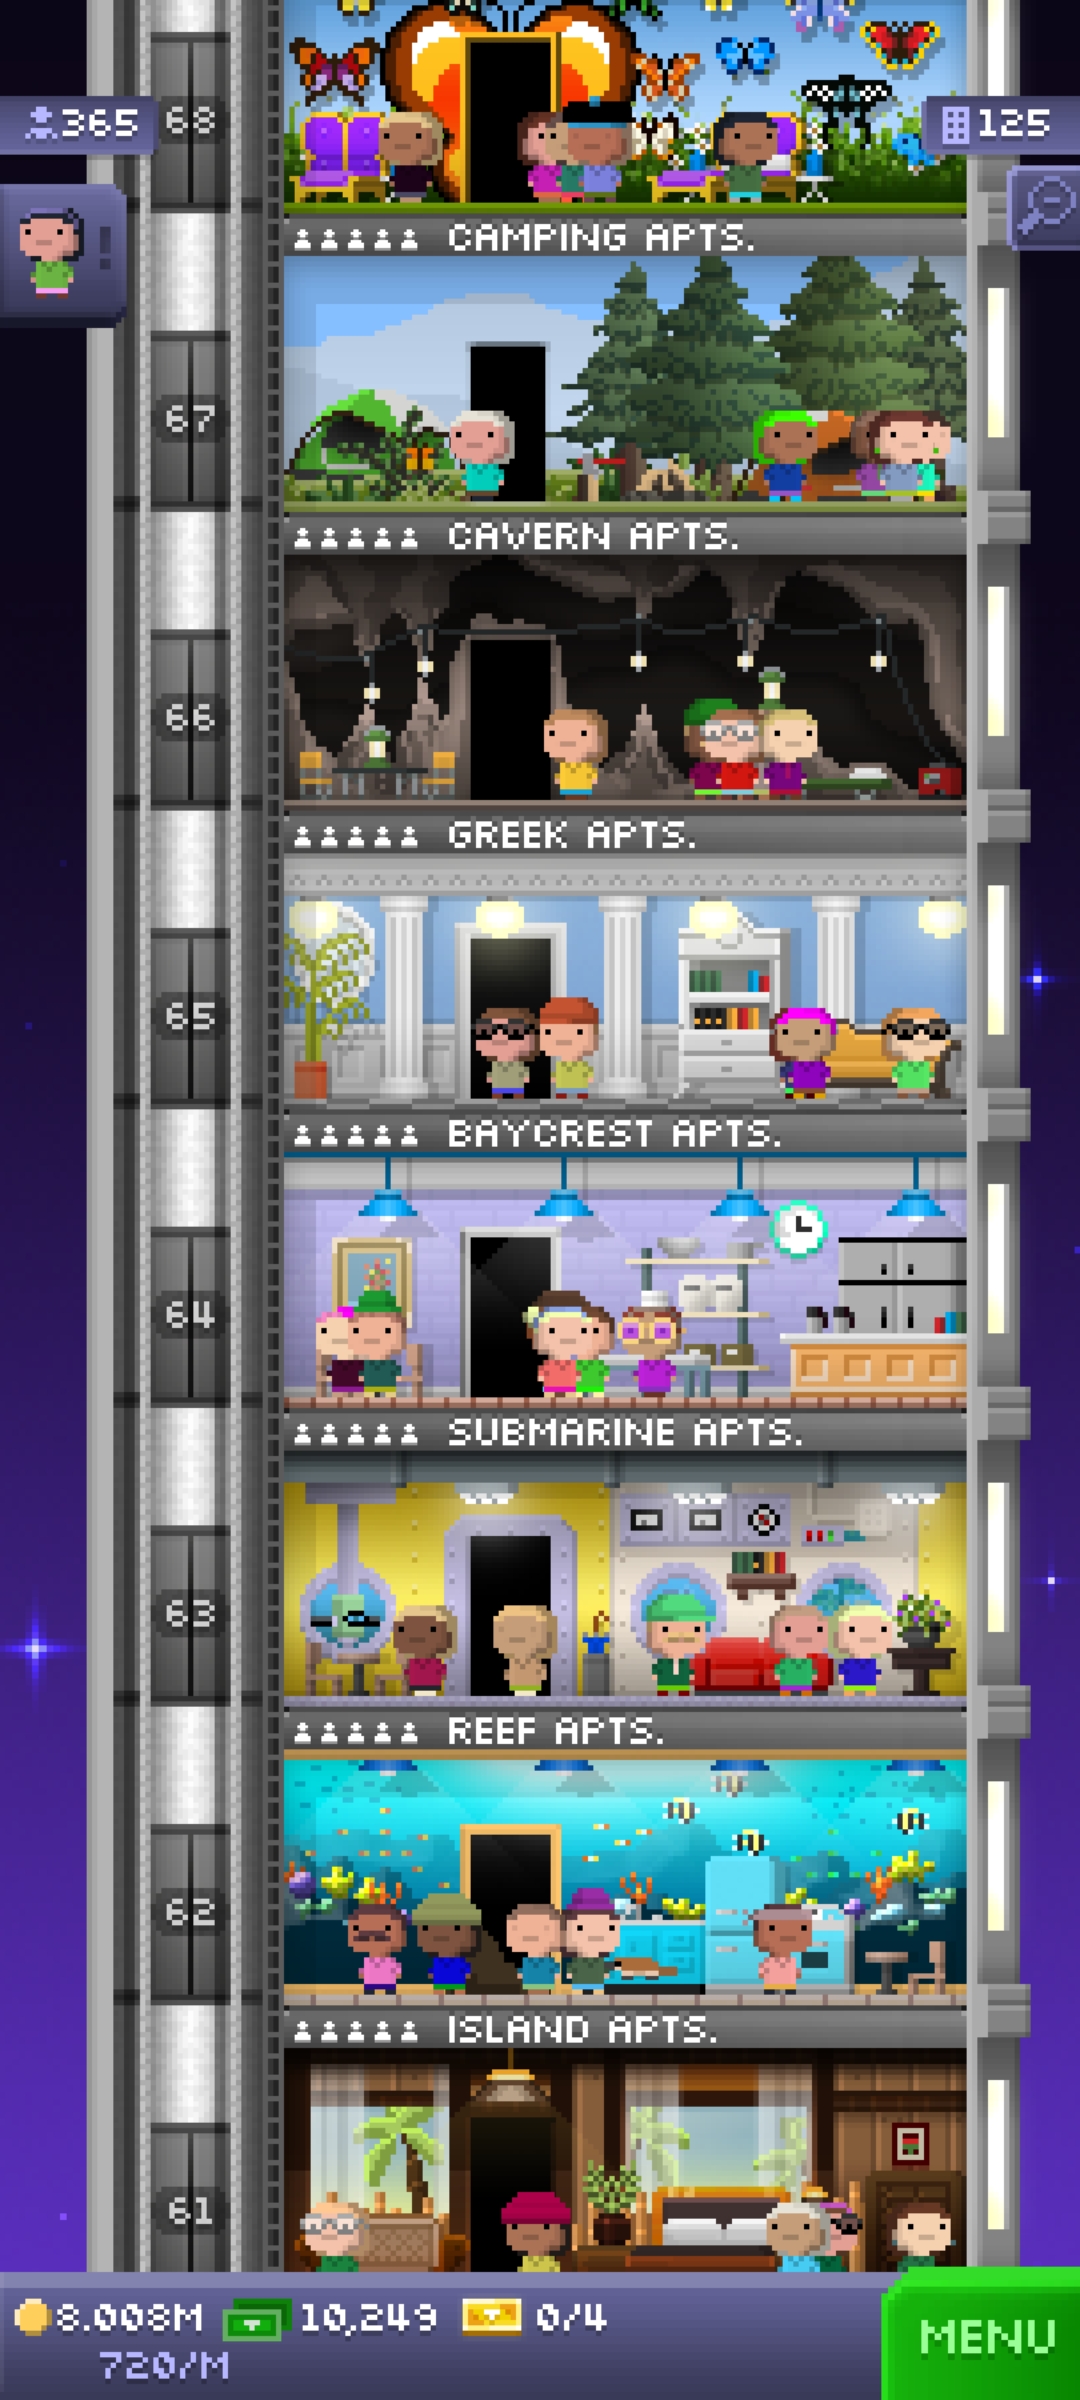 365
68
125
!
CAMPING APTS.
67
CAVERN APTS.
66
GREEK APTS.
65
BAYCREST APTS.
64
SUBMARINE APTS.
63
REEF APTS.
62
ISLAND APTS.
61
8.008M
10,249
0/4
MENU
720/M